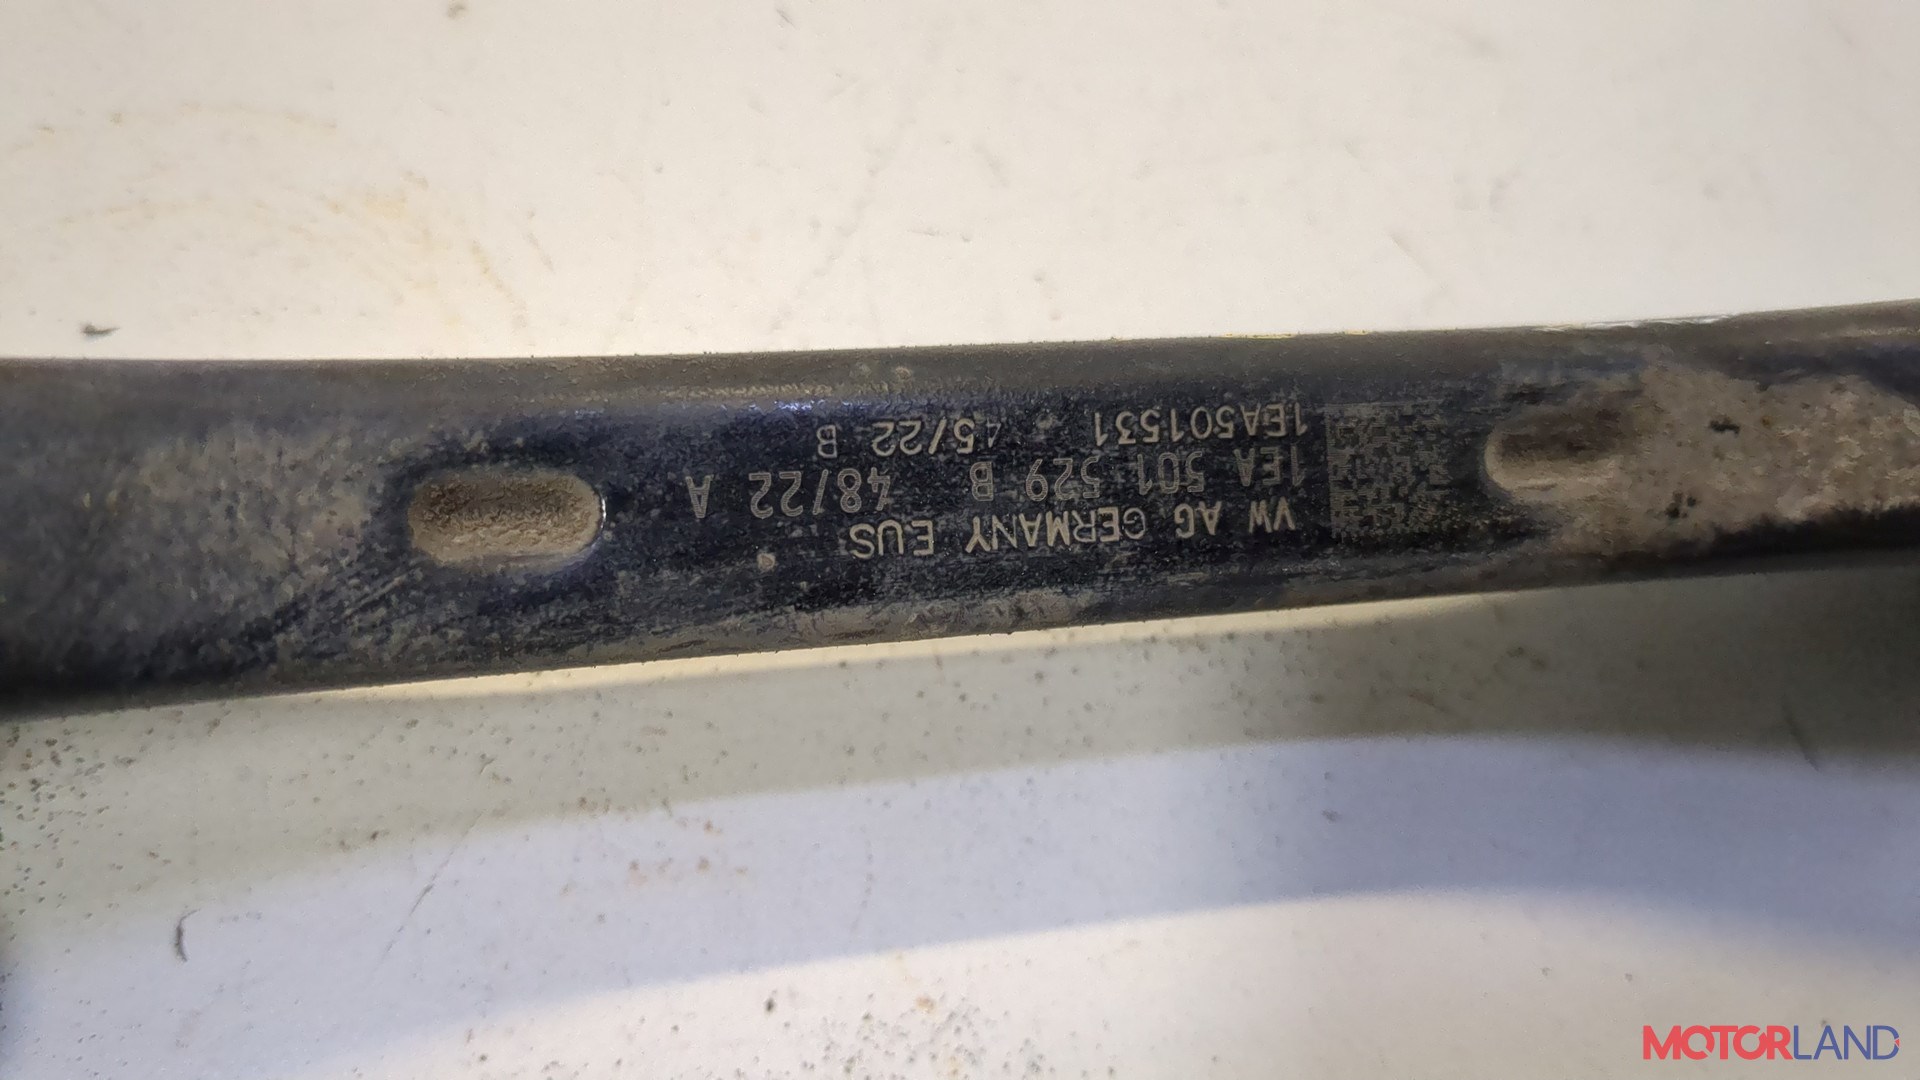 VW AG GERMANY EUS
1EA 501 529 B 48/22 A
1EA501531 45/22 B
MOTORLAND